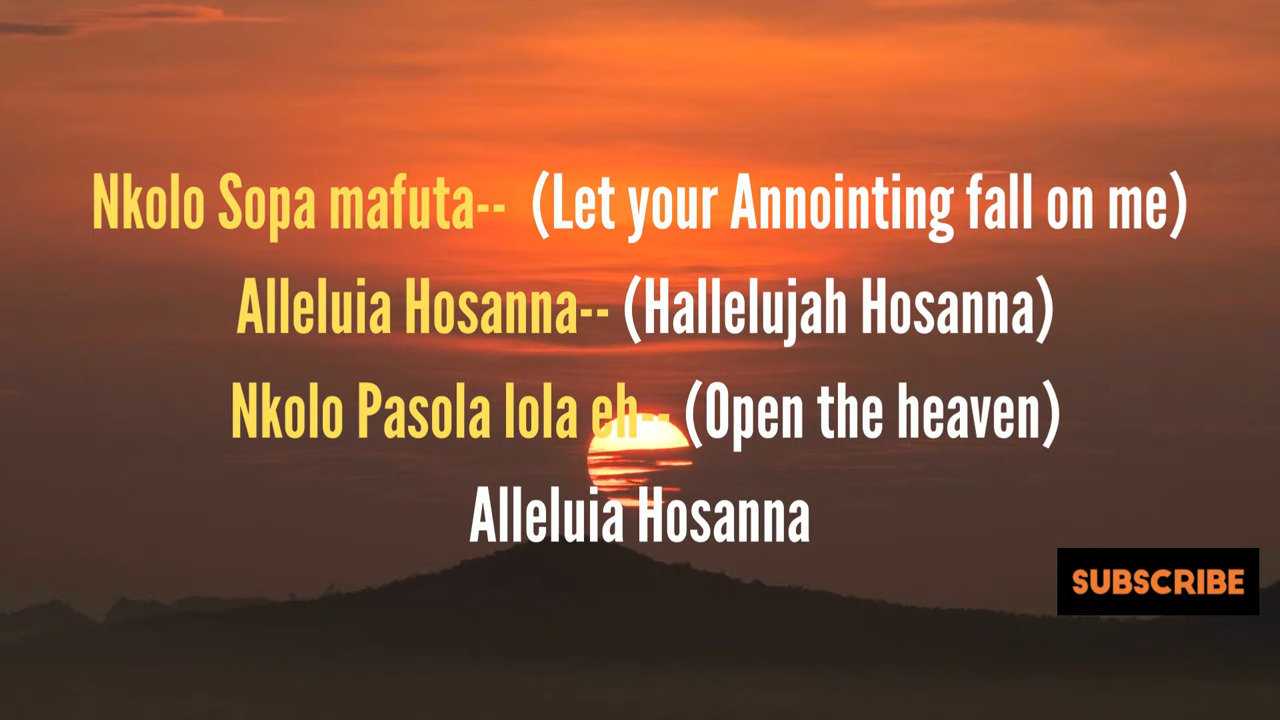 Nkolo Sopa mafuta-- (Let your Annointing fall on me)
Alleluia Hosanna-- (Hallelujah Hosanna)
Nkolo Pasola lola eh-- (Open the heaven)
Alleluia Hosanna
SUBSCRIBE